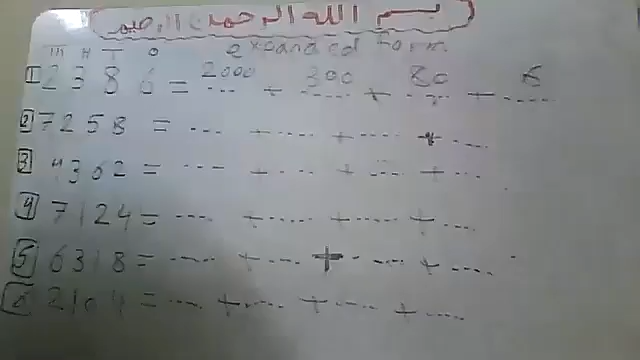 بسم الله الرحمن الرحيم
expanded form
TH H T O
1 2386 = 2000 + 300 + 80 + 6
2 7258 = ... + .... + .... + ....
3 4302 = ... + .... + .... + ....
4 7124 = .... + .... + .... + ....
5 6318 = .... + .... + .... + ....
6 2104 = .... + .... + .... + ....